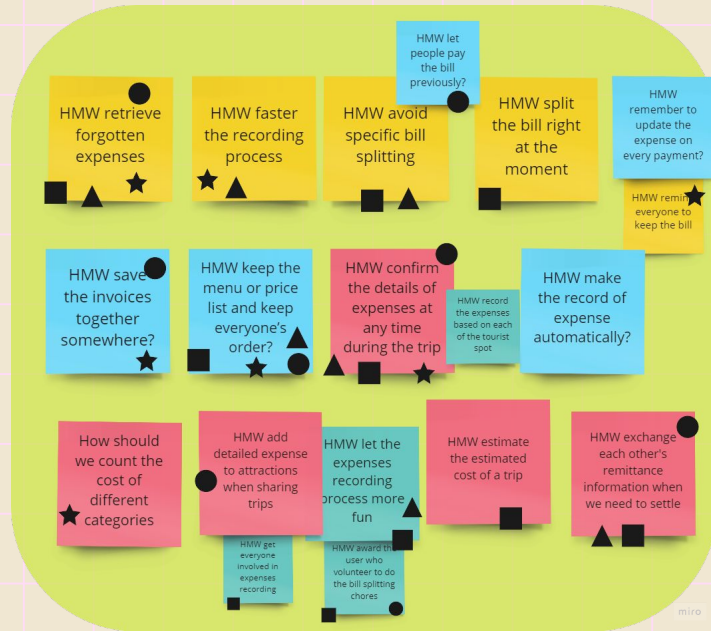 HMW let
people pay
the bill
previously?
HMW retrieve
forgotten
expenses
HMW faster
the recording
process
HMW avoid
specific bill
splitting
HMW split
the bill right
at the
moment
HMW
remember to
update the
expense on
every payment?
HMW remind
everyone to
keep the bill
HMW save
the invoices
together
somewhere?
HMW keep the
menu or price
list and keep
everyone's
order?
HMW confirm
the details of
expenses at
any time
during the trip
HMW record
the expenses
based on each
of the tourist
spot
HMW make
the record of
expense
automatically?
How should
we count the
cost of
different
categories
HMW add
detailed expense
to attractions
when sharing
trips
HMW let the
expenses
recording
process more
fun
HMW estimate
the estimated
cost of a trip
HMW exchange
each other's
remittance
information when
we need to settle
HMW get
everyone
involved in
expenses
recording
HMW award the
user who
volunteer to do
the bill splitting
chores
miro